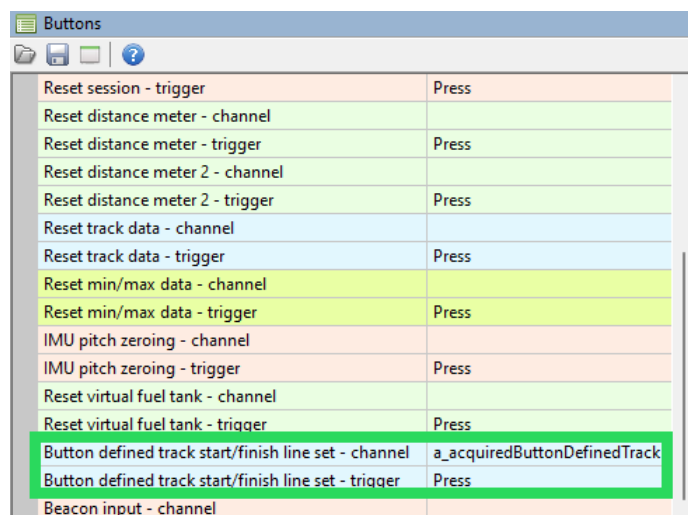 Buttons
Reset session - trigger Press
Reset distance meter - channel
Reset distance meter - trigger Press
Reset distance meter 2 - channel
Reset distance meter 2 - trigger Press
Reset track data - channel
Reset track data - trigger Press
Reset min/max data - channel
Reset min/max data - trigger Press
IMU pitch zeroing - channel
IMU pitch zeroing - trigger Press
Reset virtual fuel tank - channel
Reset virtual fuel tank - trigger Press
Button defined track start/finish line set - channel a_acquiredButtonDefinedTrack
Button defined track start/finish line set - trigger Press
Beacon input - channel